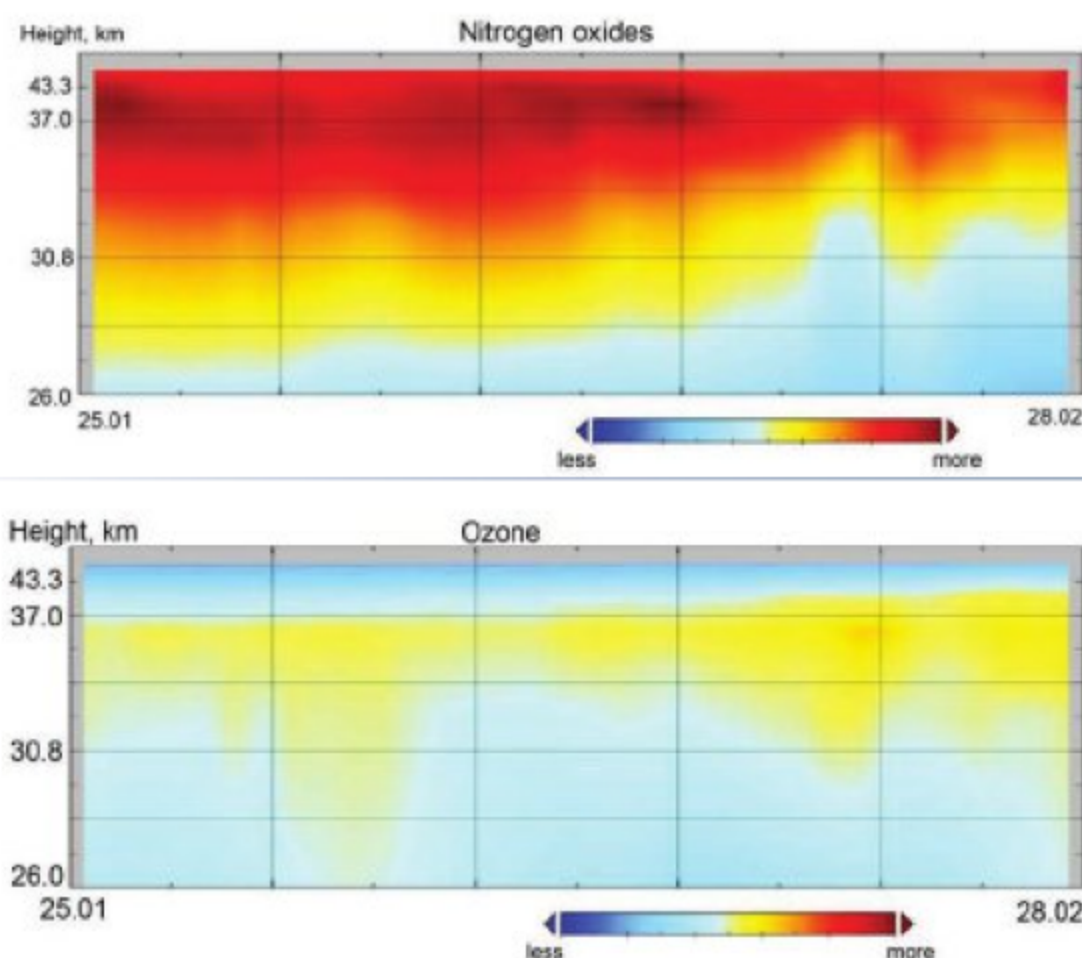 Nitrogen oxides
Height, km
43.3
37.0
30.8
26.0
25.01
28.02
less
more
Ozone
Height, km
43.3
37.0
30.8
26.0
25.01
28.02
less
more